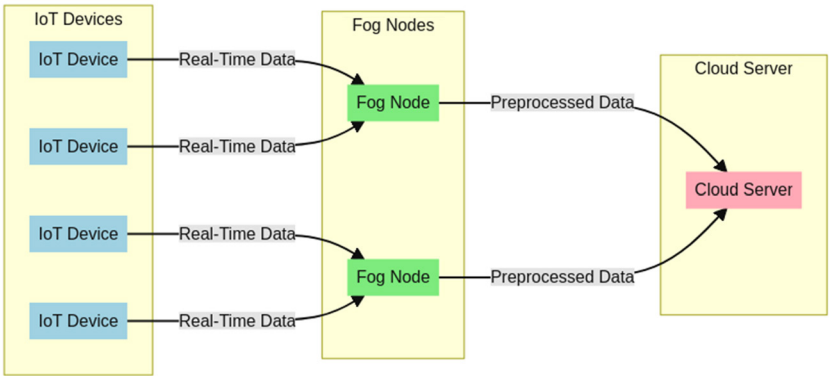 IoT Devices
IoT Device
IoT Device
IoT Device
IoT Device
Real-Time Data
Real-Time Data
Real-Time Data
Real-Time Data
Fog Nodes
Fog Node
Fog Node
Preprocessed Data
Preprocessed Data
Cloud Server
Cloud Server